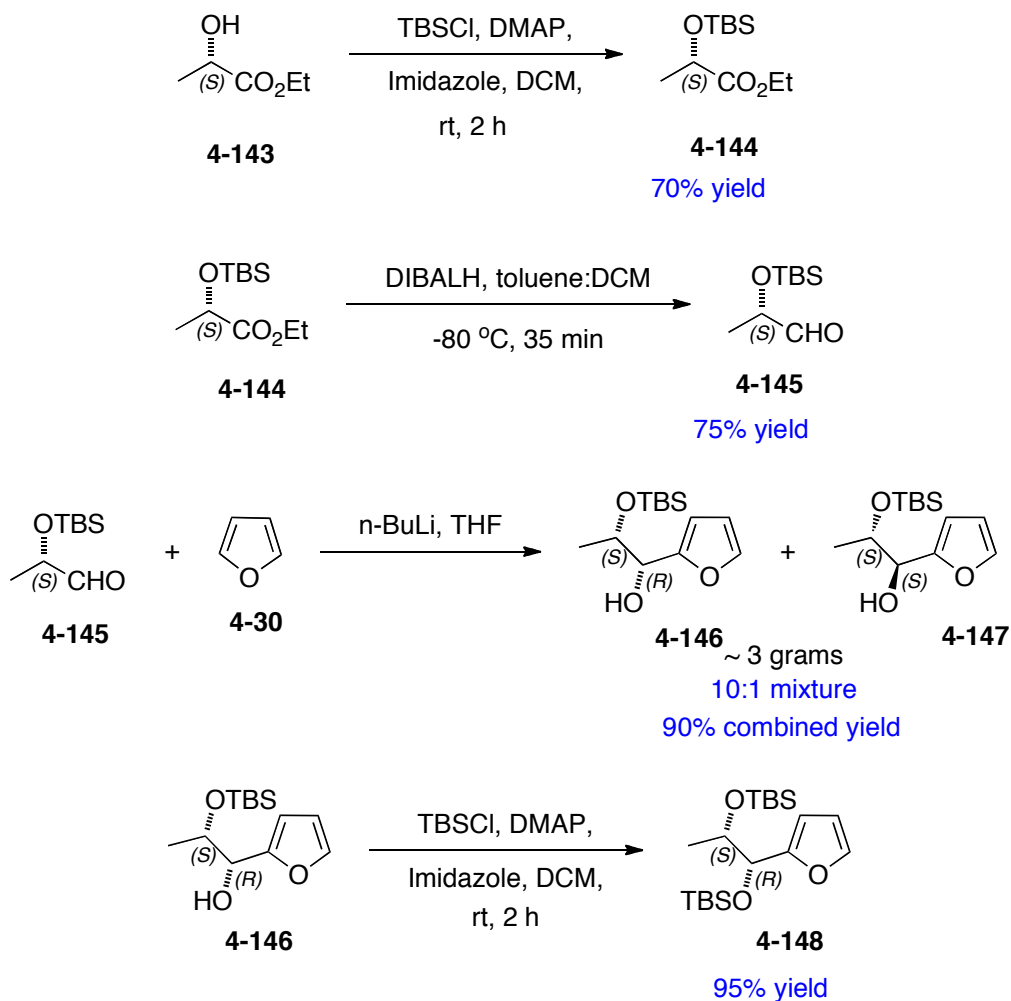 OH
(S)
CO2Et
4-143
TBSCl, DMAP,
Imidazole, DCM,
rt, 2 h
OTBS
(S)
CO2Et
4-144
70% yield
OTBS
(S)
CO2Et
4-144
DIBALH, toluene:DCM
-80 oC, 35 min
OTBS
(S)
CHO
4-145
75% yield
OTBS
(S)
CHO
4-145
+
O
4-30
n-BuLi, THF
OTBS
(S)
(R)
O
HO
4-146
+
OTBS
(S)
(S)
O
HO
4-147
~ 3 grams
10:1 mixture
90% combined yield
OTBS
(S)
(R)
O
HO
4-146
TBSCl, DMAP,
Imidazole, DCM,
rt, 2 h
OTBS
(S)
(R)
O
TBSO
4-148
95% yield